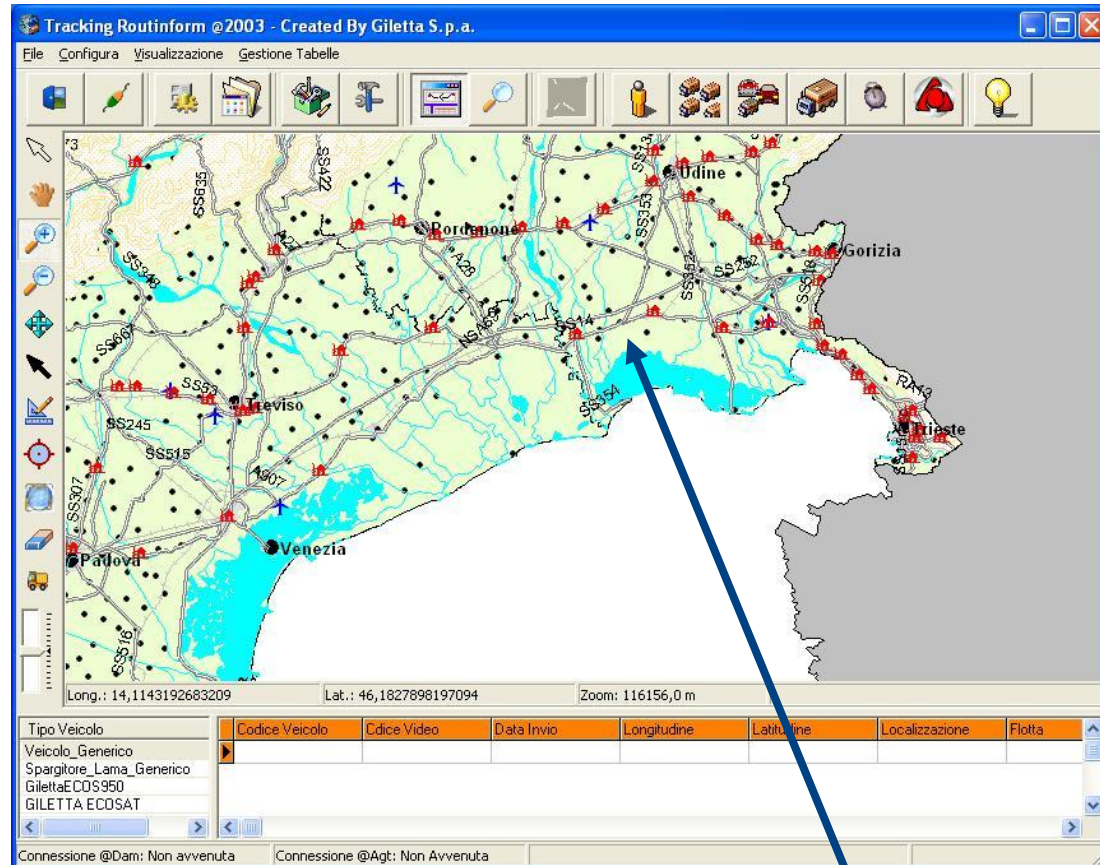 Tracking Routinform @2003 - Created By Giletta S.p.a.
File Configura Visualizzazione Gestione Tabelle
SS422
SS635
Udine
SS353
Pordenone
Gorizia
A28
SS252
SS352
SS14
SS667
SS354
RA13
SS53
Treviso
Trieste
SS245
SS515
SS307
Venezia
Padova
SS516
Long.: 14,1143192683209 Lat.: 46,1827898197094 Zoom: 116156,0 m
Tipo Veicolo Codice Veicolo Cdice Video Data Invio Longitudine Latitudine Localizzazione Flotta
Veicolo_Generico
Spargitore_Lama_Generico
GilettaECOS950
GILETTA ECOSAT
Connessione @Dam: Non avvenuta Connessione @Agt: Non Avvenuta